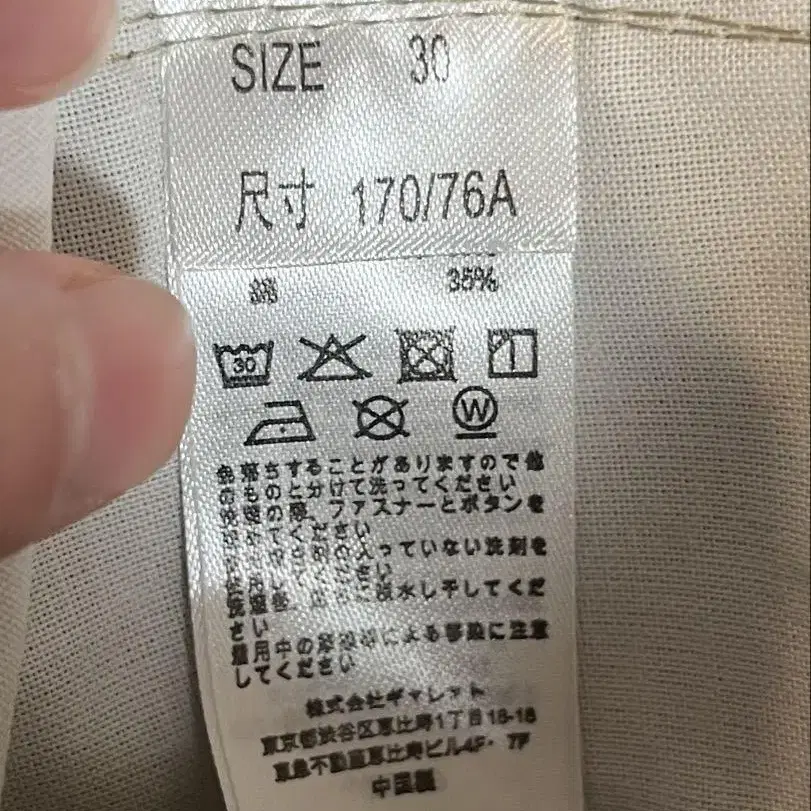 SIZE 30
尺寸 170/76A
綿 35%
30
W
色落ちすることがありますので他
のものと分けて洗ってください
洗濯の際、ファスナーとボタンを
ください
入っていない洗剤を
さい
水し干してくだ
さい
着用中の による移染に注意
してください
株式会社ギャレット
東京都渋谷区恵比寿1丁目18-18
東急不動産恵比寿ビル4F・7F
中国製